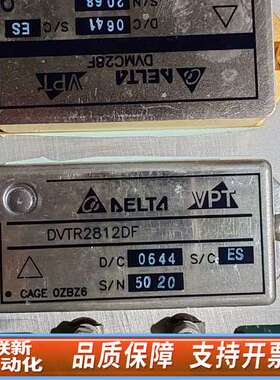 S/N 2068
D/C 0641 S/C ES
VPT
DVMC28F
DELTA
DELTA VPT
DVTR2812DF
D/C 0644 S/C ES
S/N 5020
CAGE 0ZBZ6
联新
动化
品质保障 支持开票